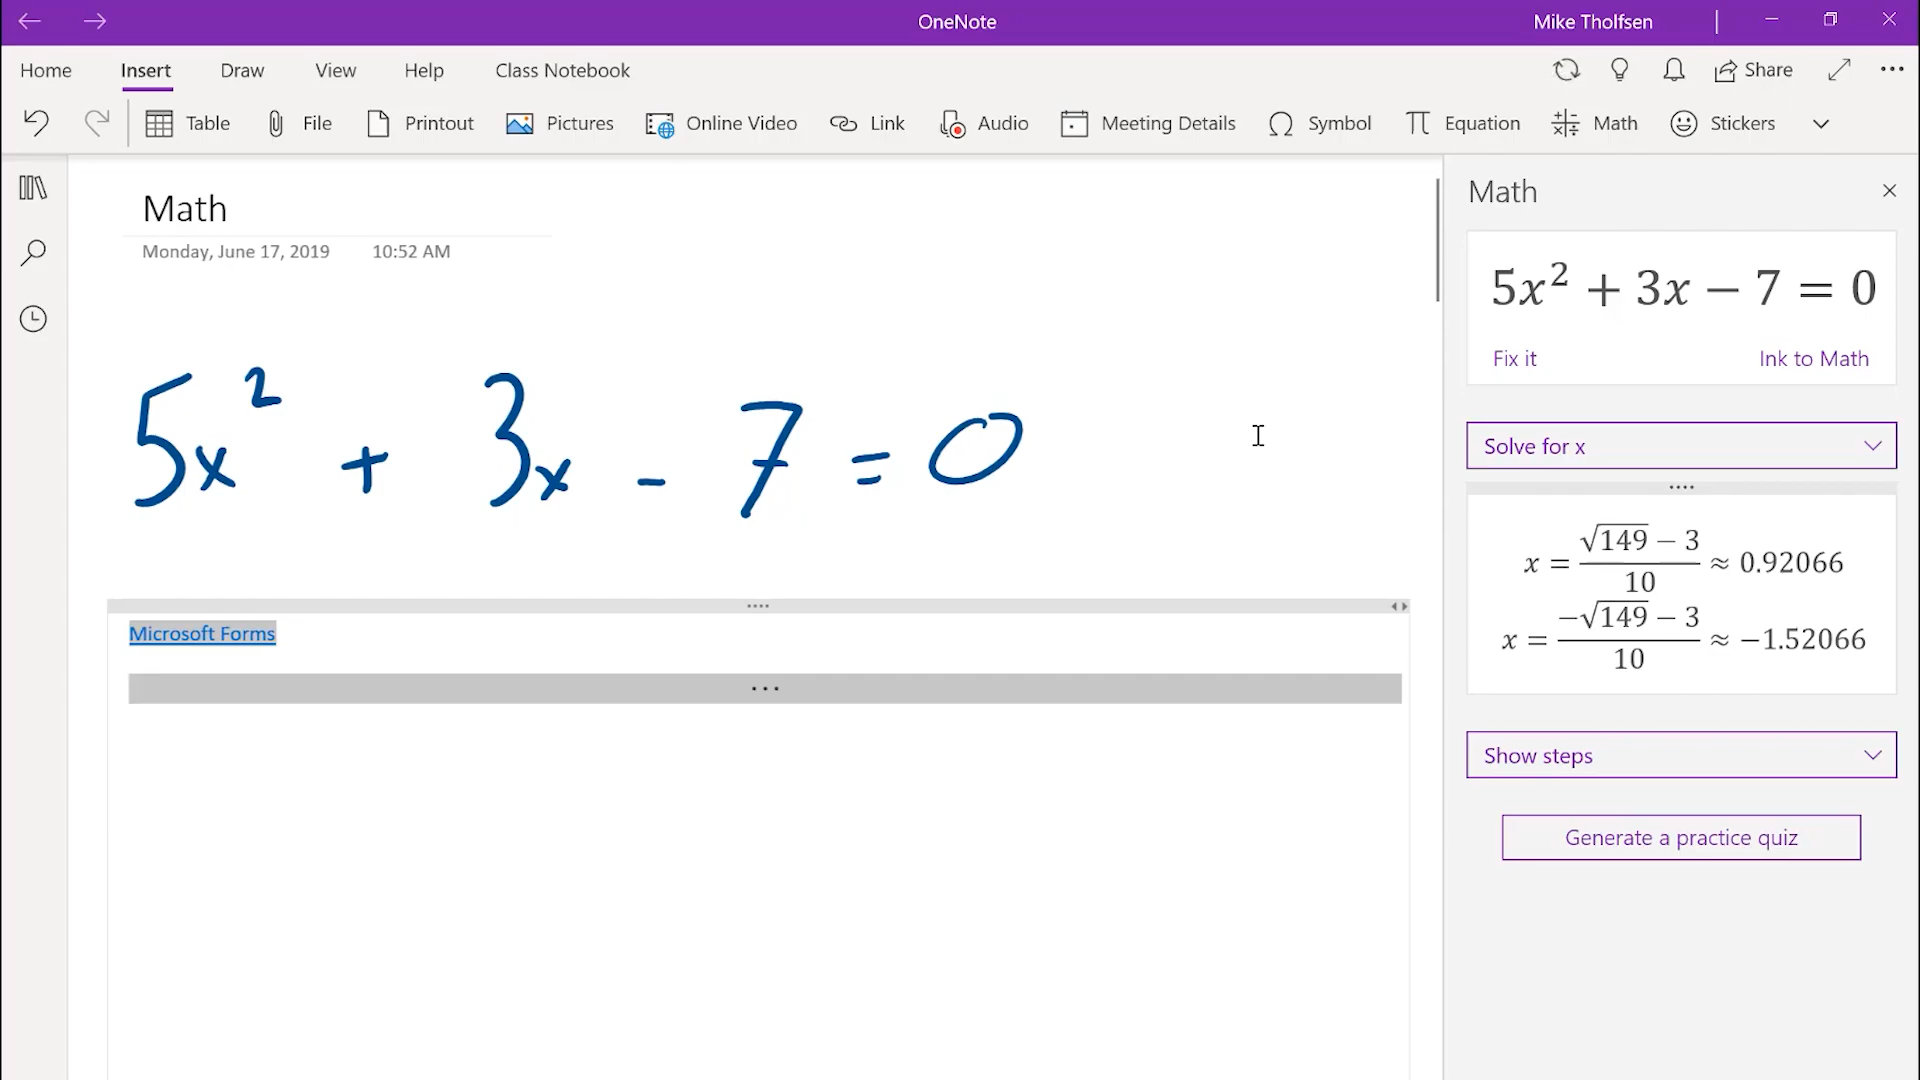 OneNote
Mike Tholfsen
Home Insert Draw View Help Class Notebook
Share
Table File Printout Pictures Online Video Link Audio Meeting Details Symbol Equation Math Stickers
Math
Monday, June 17, 2019 10:52 AM
5x² + 3x - 7 = 0
Microsoft Forms
...
Math
5x² + 3x − 7 = 0
Fix it Ink to Math
Solve for x
x = (√149 − 3)/10 ≈ 0.92066
x = (−√149 − 3)/10 ≈ −1.52066
Show steps
Generate a practice quiz